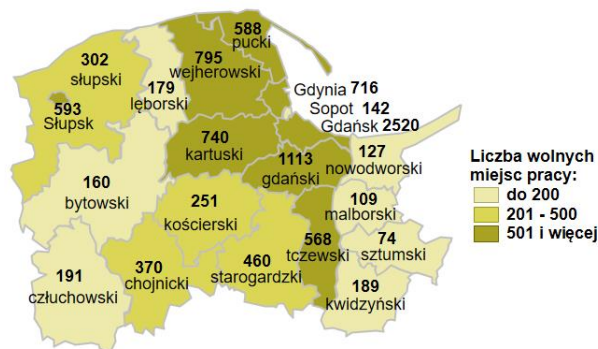 588
pucki
302
słupski
795
wejherowski
179
lęborski
Gdynia 716
Sopot 142
Gdańsk 2520
593
Słupsk
740
kartuski
1113
gdański
127
nowodworski
Liczba wolnych
miejsc pracy:
do 200
201 - 500
501 i więcej
160
bytowski
251
kościerski
109
malborski
568
tczewski
74
sztumski
191
człuchowski
370
chojnicki
460
starogardzki
189
kwidzyński